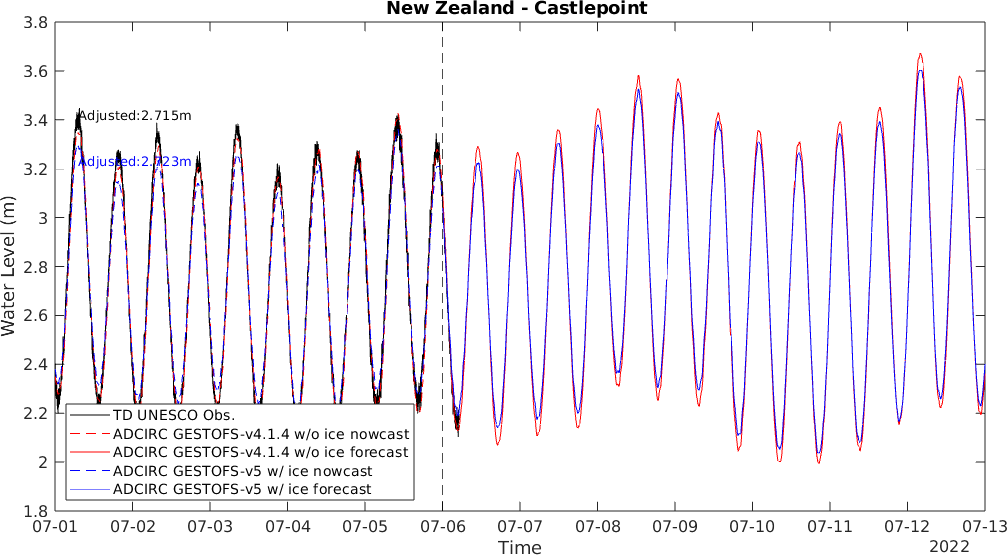 New Zealand - Castlepoint
Water Level (m)
3.8
3.6
3.4
3.2
3
2.8
2.6
2.4
2.2
2
1.8
Adjusted:2.715m
Adjusted:2.723m
TD UNESCO Obs.
ADCIRC GESTOFS-v4.1.4 w/o ice nowcast
ADCIRC GESTOFS-v4.1.4 w/o ice forecast
ADCIRC GESTOFS-v5 w/ ice nowcast
ADCIRC GESTOFS-v5 w/ ice forecast
07-01 07-02 07-03 07-04 07-05 07-06 07-07 07-08 07-09 07-10 07-11 07-12 07-13
Time
2022